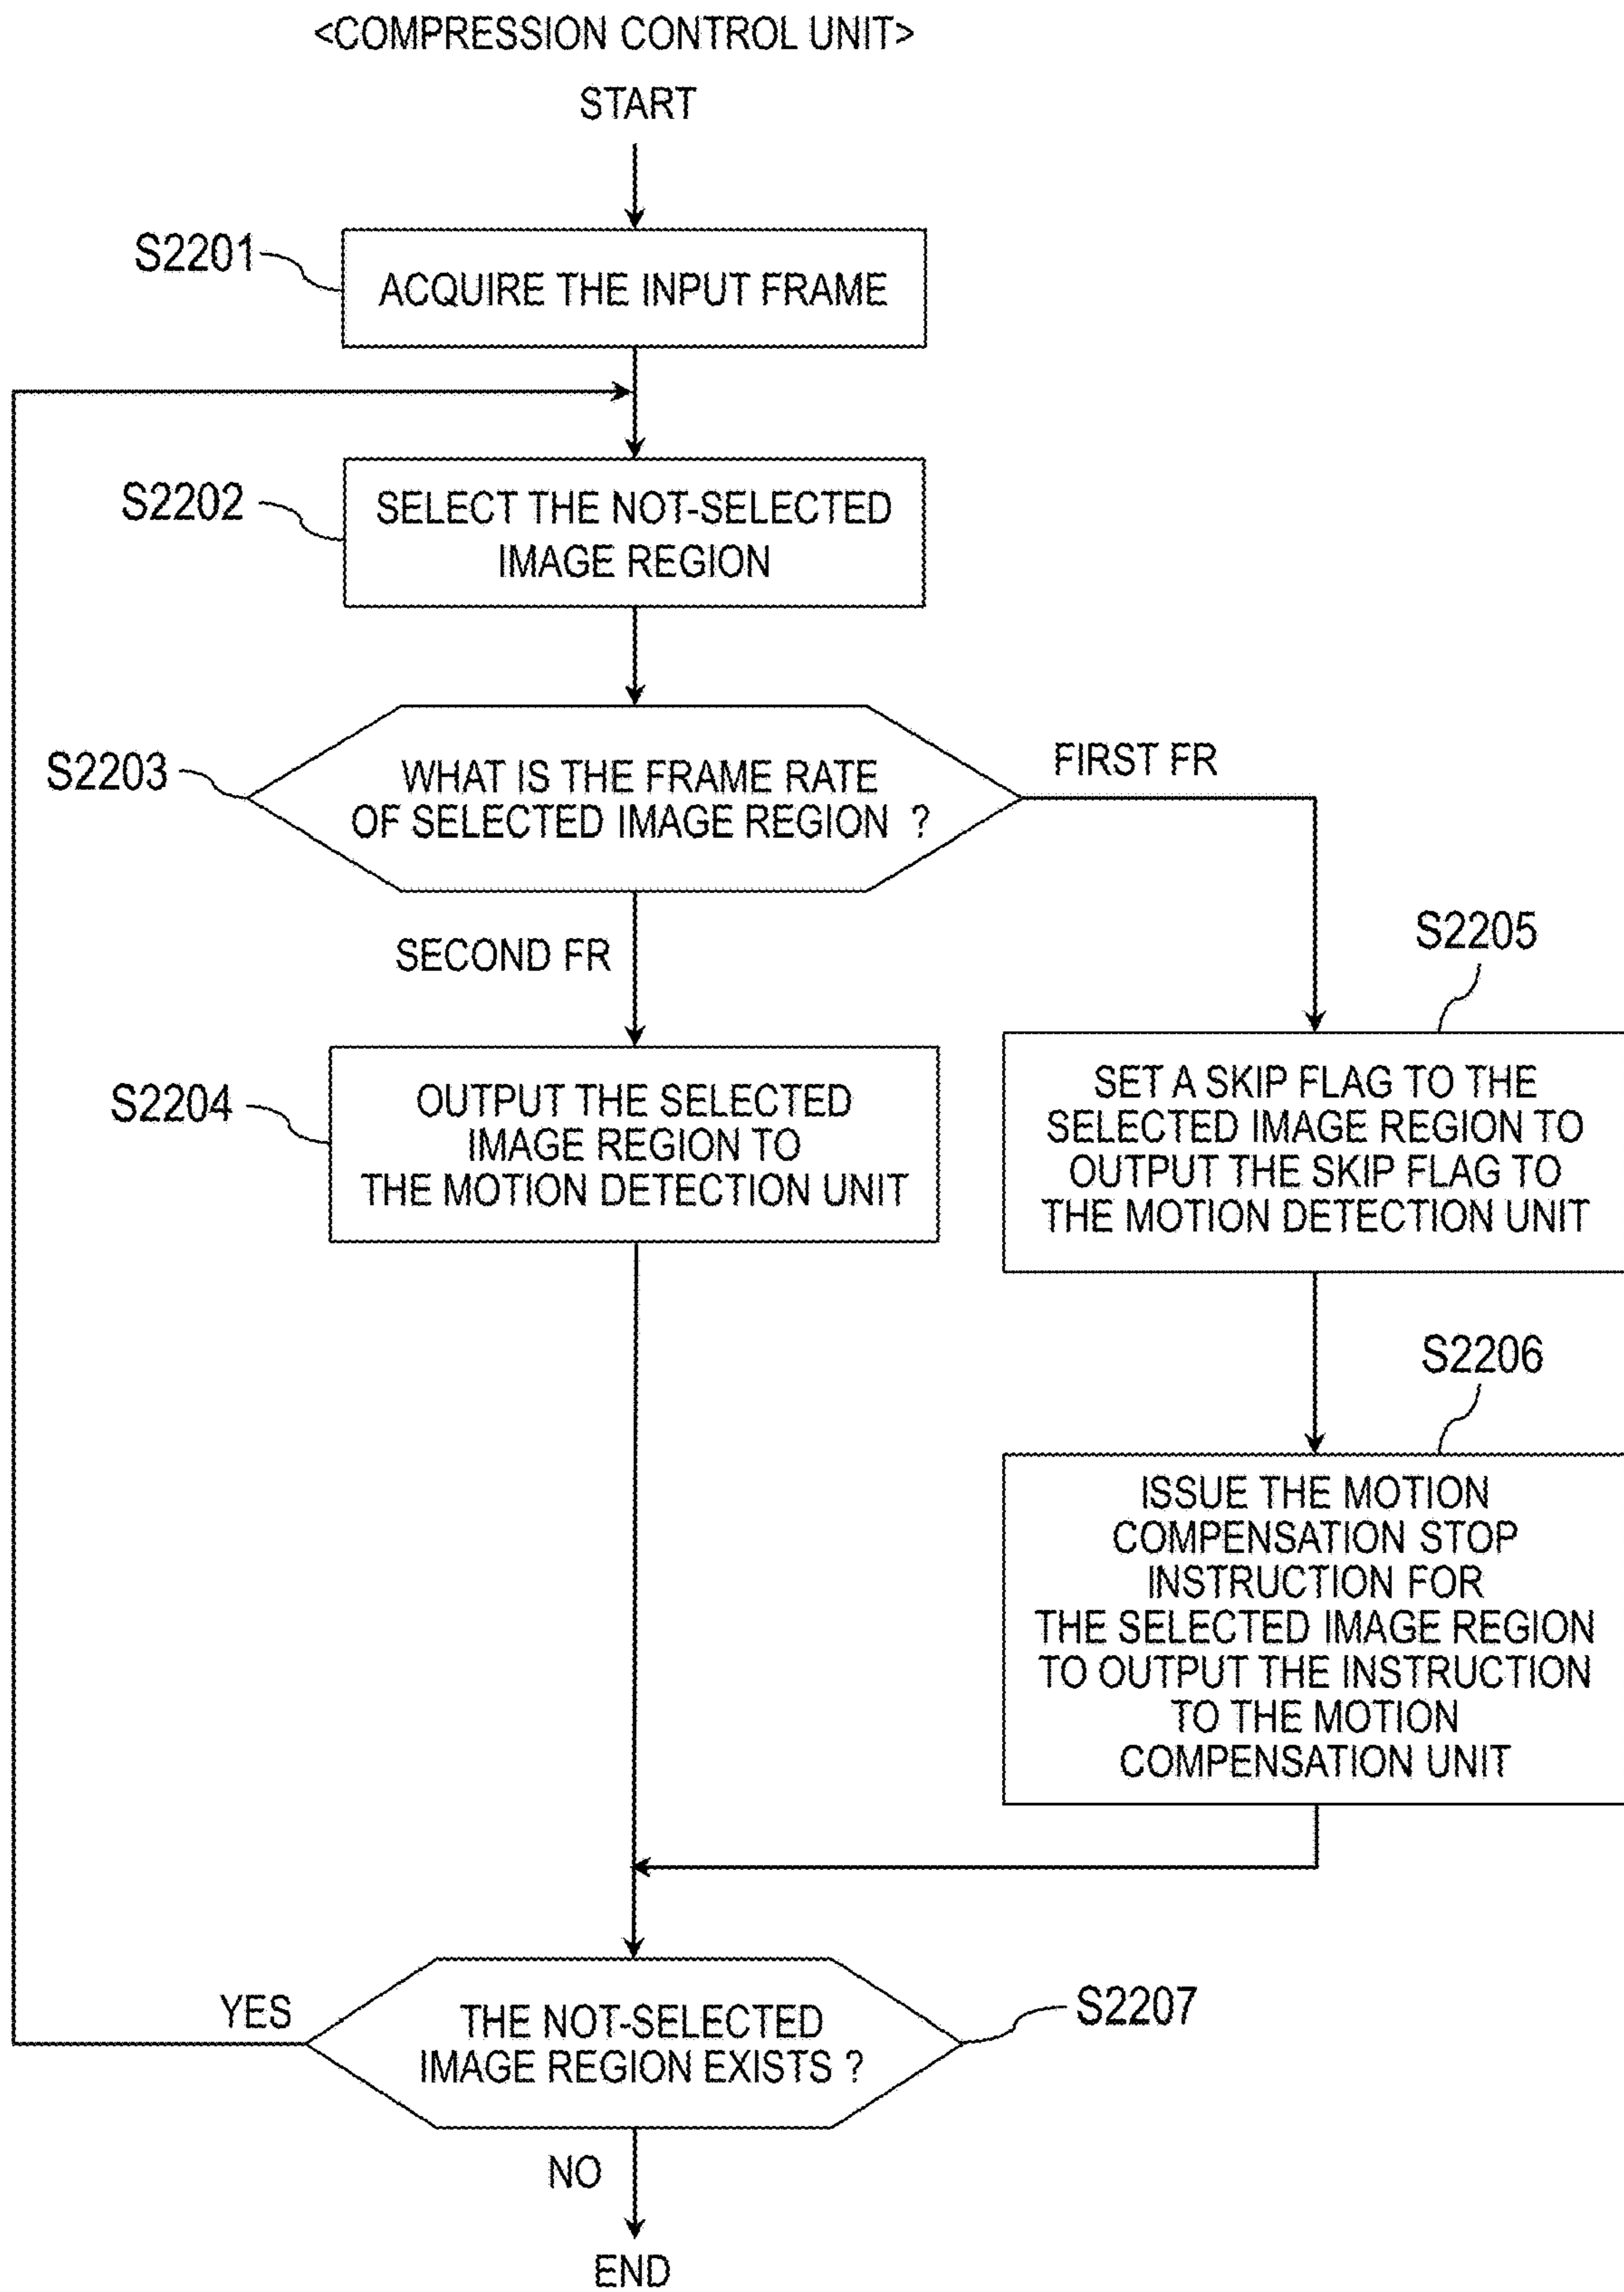 <COMPRESSION CONTROL UNIT>
START
S2201
ACQUIRE THE INPUT FRAME
S2202
SELECT THE NOT-SELECTED
IMAGE REGION
S2203
WHAT IS THE FRAME RATE
OF SELECTED IMAGE REGION ?
FIRST FR
SECOND FR
S2204
OUTPUT THE SELECTED
IMAGE REGION TO
THE MOTION DETECTION UNIT
S2205
SET A SKIP FLAG TO THE
SELECTED IMAGE REGION TO
OUTPUT THE SKIP FLAG TO
THE MOTION DETECTION UNIT
S2206
ISSUE THE MOTION
COMPENSATION STOP
INSTRUCTION FOR
THE SELECTED IMAGE REGION
TO OUTPUT THE INSTRUCTION
TO THE MOTION
COMPENSATION UNIT
YES
THE NOT-SELECTED
IMAGE REGION EXISTS ?
S2207
NO
END